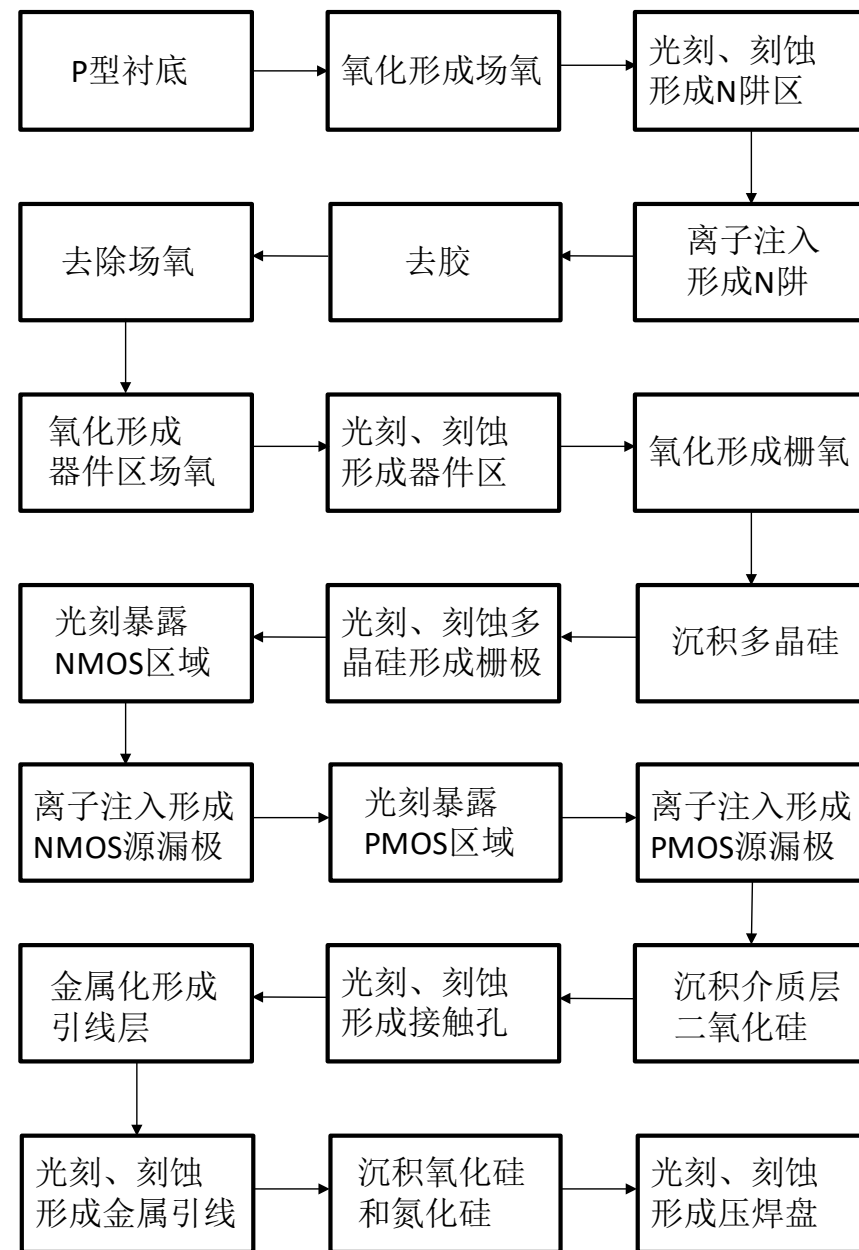 P型衬底
氧化形成场氧
光刻、刻蚀
形成N阱区
离子注入
形成N阱
去胶
去除场氧
氧化形成
器件区场氧
光刻、刻蚀
形成器件区
氧化形成栅氧
沉积多晶硅
光刻、刻蚀多
晶硅形成栅极
光刻暴露
NMOS区域
离子注入形成
NMOS源漏极
光刻暴露
PMOS区域
离子注入形成
PMOS源漏极
沉积介质层
二氧化硅
光刻、刻蚀
形成接触孔
金属化形成
引线层
光刻、刻蚀
形成金属引线
沉积氧化硅
和氮化硅
光刻、刻蚀
形成压焊盘